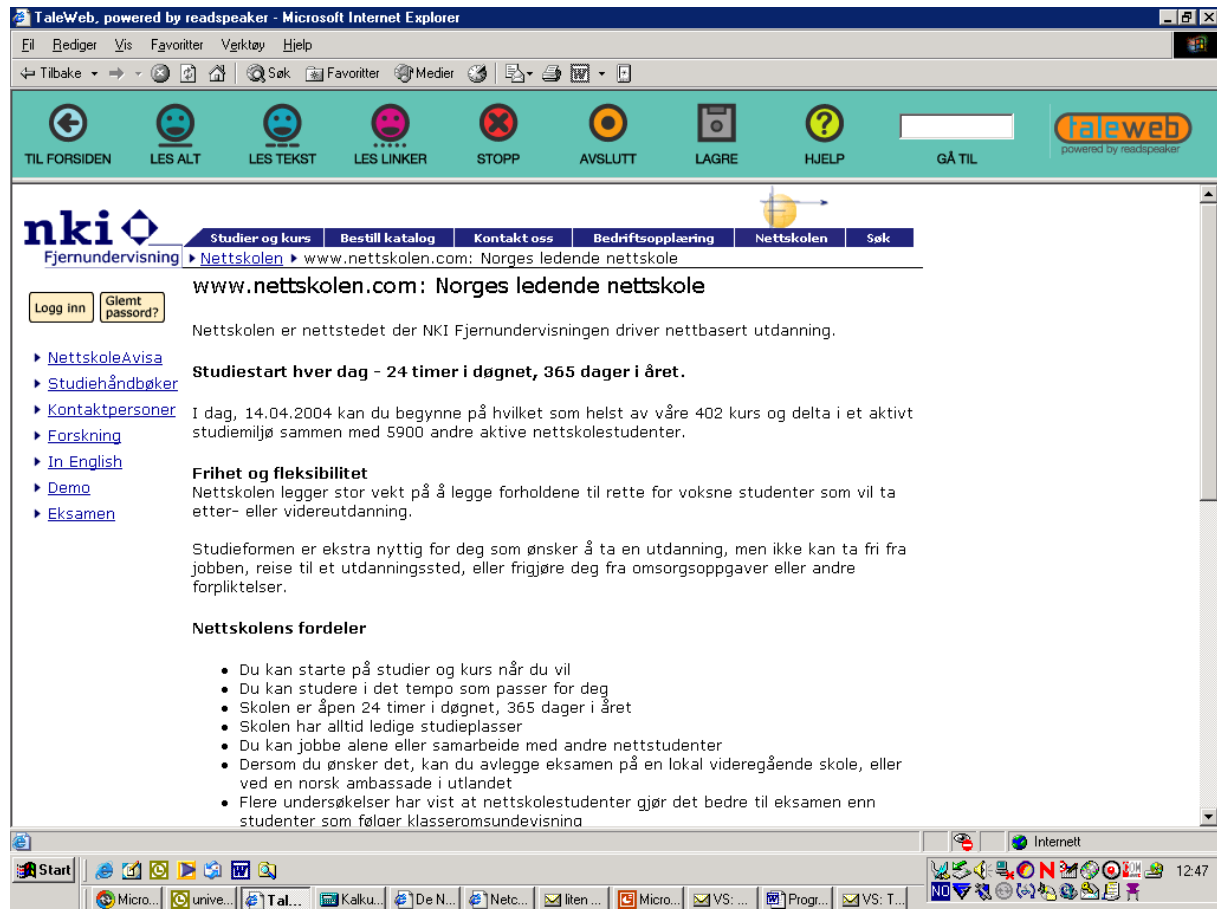 TaleWeb, powered by readspeaker - Microsoft Internet Explorer
Fil Rediger Vis Favoritter Verktøy Hjelp
Tilbake Søk Favoritter Medier
TIL FORSIDEN LES ALT LES TEKST LES LINKER STOPP AVSLUTT LAGRE HJELP GÅ TIL
taleweb
powered by readspeaker
nki
Fjernundervisning
Studier og kurs Bestill katalog Kontakt oss Bedriftsopplæring Nettskolen Søk
Nettskolen www.nettskolen.com: Norges ledende nettskole
Logg inn Glemt passord?
NettskoleAvisa
Studiehåndbøker
Kontaktpersoner
Forskning
In English
Demo
Eksamen
www.nettskolen.com: Norges ledende nettskole
Nettskolen er nettstedet der NKI Fjernundervisningen driver nettbasert utdanning.
Studiestart hver dag - 24 timer i døgnet, 365 dager i året.
I dag, 14.04.2004 kan du begynne på hvilket som helst av våre 402 kurs og delta i et aktivt
studiemiljø sammen med 5900 andre aktive nettskolestudenter.
Frihet og fleksibilitet
Nettskolen legger stor vekt på å legge forholdene til rette for voksne studenter som vil ta
etter- eller videreutdanning.
Studieformen er ekstra nyttig for deg som ønsker å ta en utdanning, men ikke kan ta fri fra
jobben, reise til et utdanningssted, eller frigjøre deg fra omsorgsoppgaver eller andre
forpliktelser.
Nettskolens fordeler
Du kan starte på studier og kurs når du vil
Du kan studere i det tempo som passer for deg
Skolen er åpen 24 timer i døgnet, 365 dager i året
Skolen har alltid ledige studieplasser
Du kan jobbe alene eller samarbeide med andre nettstudenter
Dersom du ønsker det, kan du avlegge eksamen på en lokal videregående skole, eller
ved en norsk ambassade i utlandet
Flere undersøkelser har vist at nettskolestudenter gjør det bedre til eksamen enn
studenter som følger klasseromsundevisning
Internett
Start 12:47
Micro... unive... Tal... Kalku... De N... Netc... liten ... Micro... VS: ... Progr... VS: T...
NO